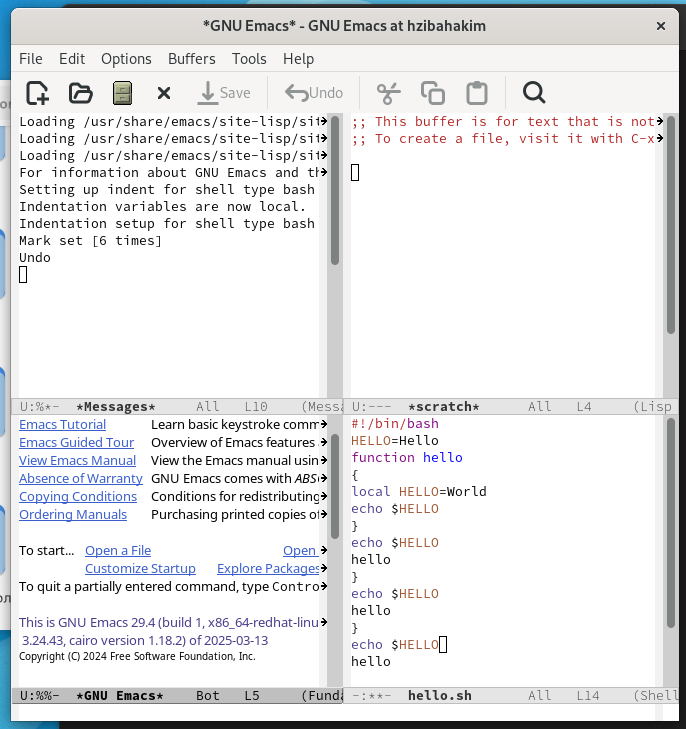 *GNU Emacs* - GNU Emacs at hzibahakim
File Edit Options Buffers Tools Help
Save Undo
Loading /usr/share/emacs/site-lisp/sit
Loading /usr/share/emacs/site-lisp/sit
Loading /usr/share/emacs/site-lisp/sit
For information about GNU Emacs and th
Setting up indent for shell type bash
Indentation variables are now local.
Indentation setup for shell type bash
Mark set [6 times]
Undo
U:%*- *Messages* All L10 (Messa
;; This buffer is for text that is not
;; To create a file, visit it with C-x
U:--- *scratch* All L4 (Lisp
Emacs Tutorial Learn basic keystroke comm
Emacs Guided Tour Overview of Emacs features
View Emacs Manual View the Emacs manual usin
Absence of Warranty GNU Emacs comes with ABS
Copying Conditions Conditions for redistributing
Ordering Manuals Purchasing printed copies of
To start... Open a File Open
Customize Startup Explore Packages
To quit a partially entered command, type Contro
This is GNU Emacs 29.4 (build 1, x86_64-redhat-linu
3.24.43, cairo version 1.18.2) of 2025-03-13
Copyright (C) 2024 Free Software Foundation, Inc.
U:%%- *GNU Emacs* Bot L5 (Funda
#!/bin/bash
HELLO=Hello
function hello
{
local HELLO=World
echo $HELLO
}
echo $HELLO
hello
}
echo $HELLO
hello
}
echo $HELLO
hello
-:**- hello.sh All L14 (Shell